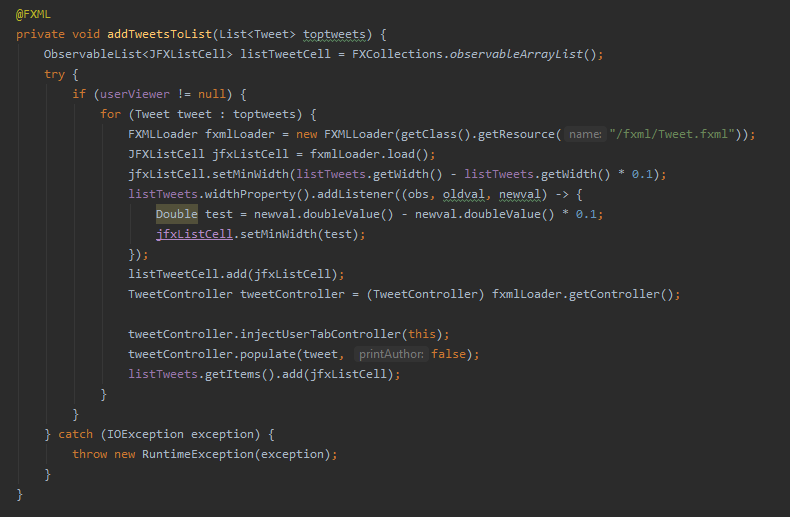 @FXML
private void addTweetsToList(List<Tweet> toptweets) {
    ObservableList<JFXListCell> listTweetCell = FXCollections.observableArrayList();
    try {
        if (userViewer != null) {
            for (Tweet tweet : toptweets) {
                FXMLLoader fxmlLoader = new FXMLLoader(getClass().getResource( name: "/fxml/Tweet.fxml"));
                JFXListCell jfxListCell = fxmlLoader.load();
                jfxListCell.setMinWidth(listTweets.getWidth() - listTweets.getWidth() * 0.1);
                listTweets.widthProperty().addListener((obs, oldval, newval) -> {
                    Double test = newval.doubleValue() - newval.doubleValue() * 0.1;
                    jfxListCell.setMinWidth(test);
                });
                listTweetCell.add(jfxListCell);
                TweetController tweetController = (TweetController) fxmlLoader.getController();

                tweetController.injectUserTabController(this);
                tweetController.populate(tweet, printAuthor: false);
                listTweets.getItems().add(jfxListCell);
            }
        }
    } catch (IOException exception) {
        throw new RuntimeException(exception);
    }
}